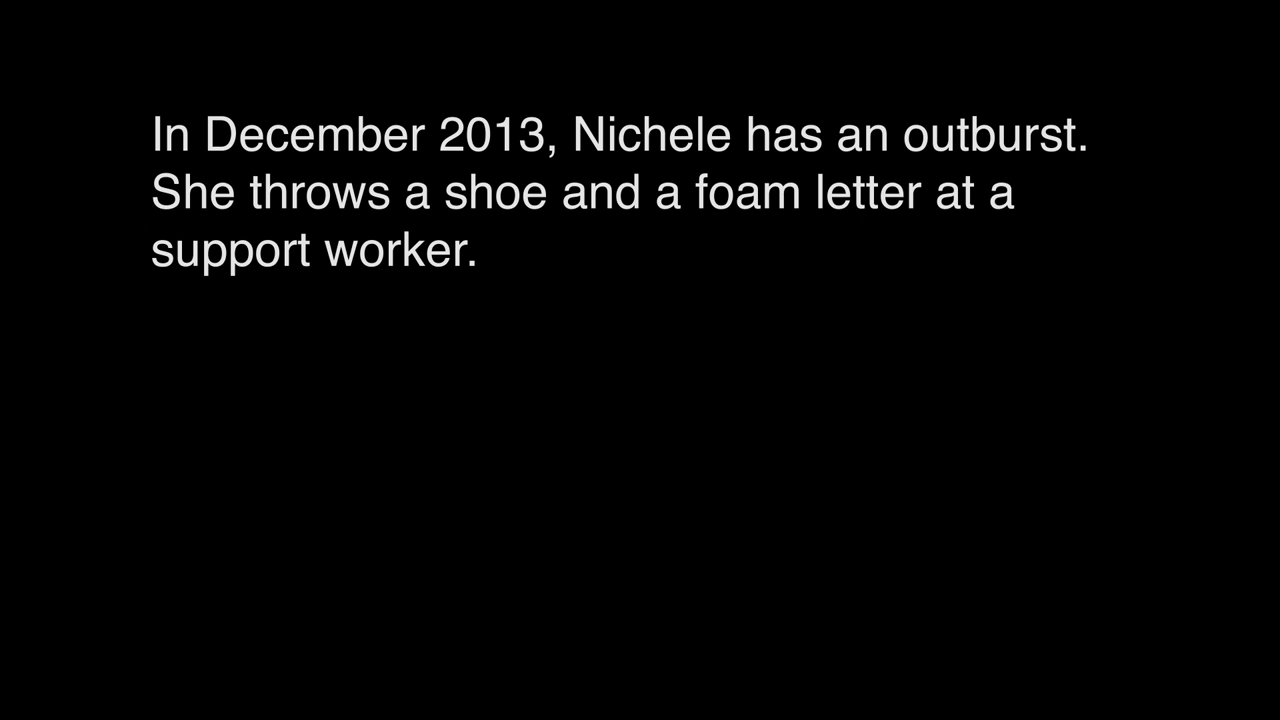 In December 2013, Nichele has an outburst.
She throws a shoe and a foam letter at a
support worker.